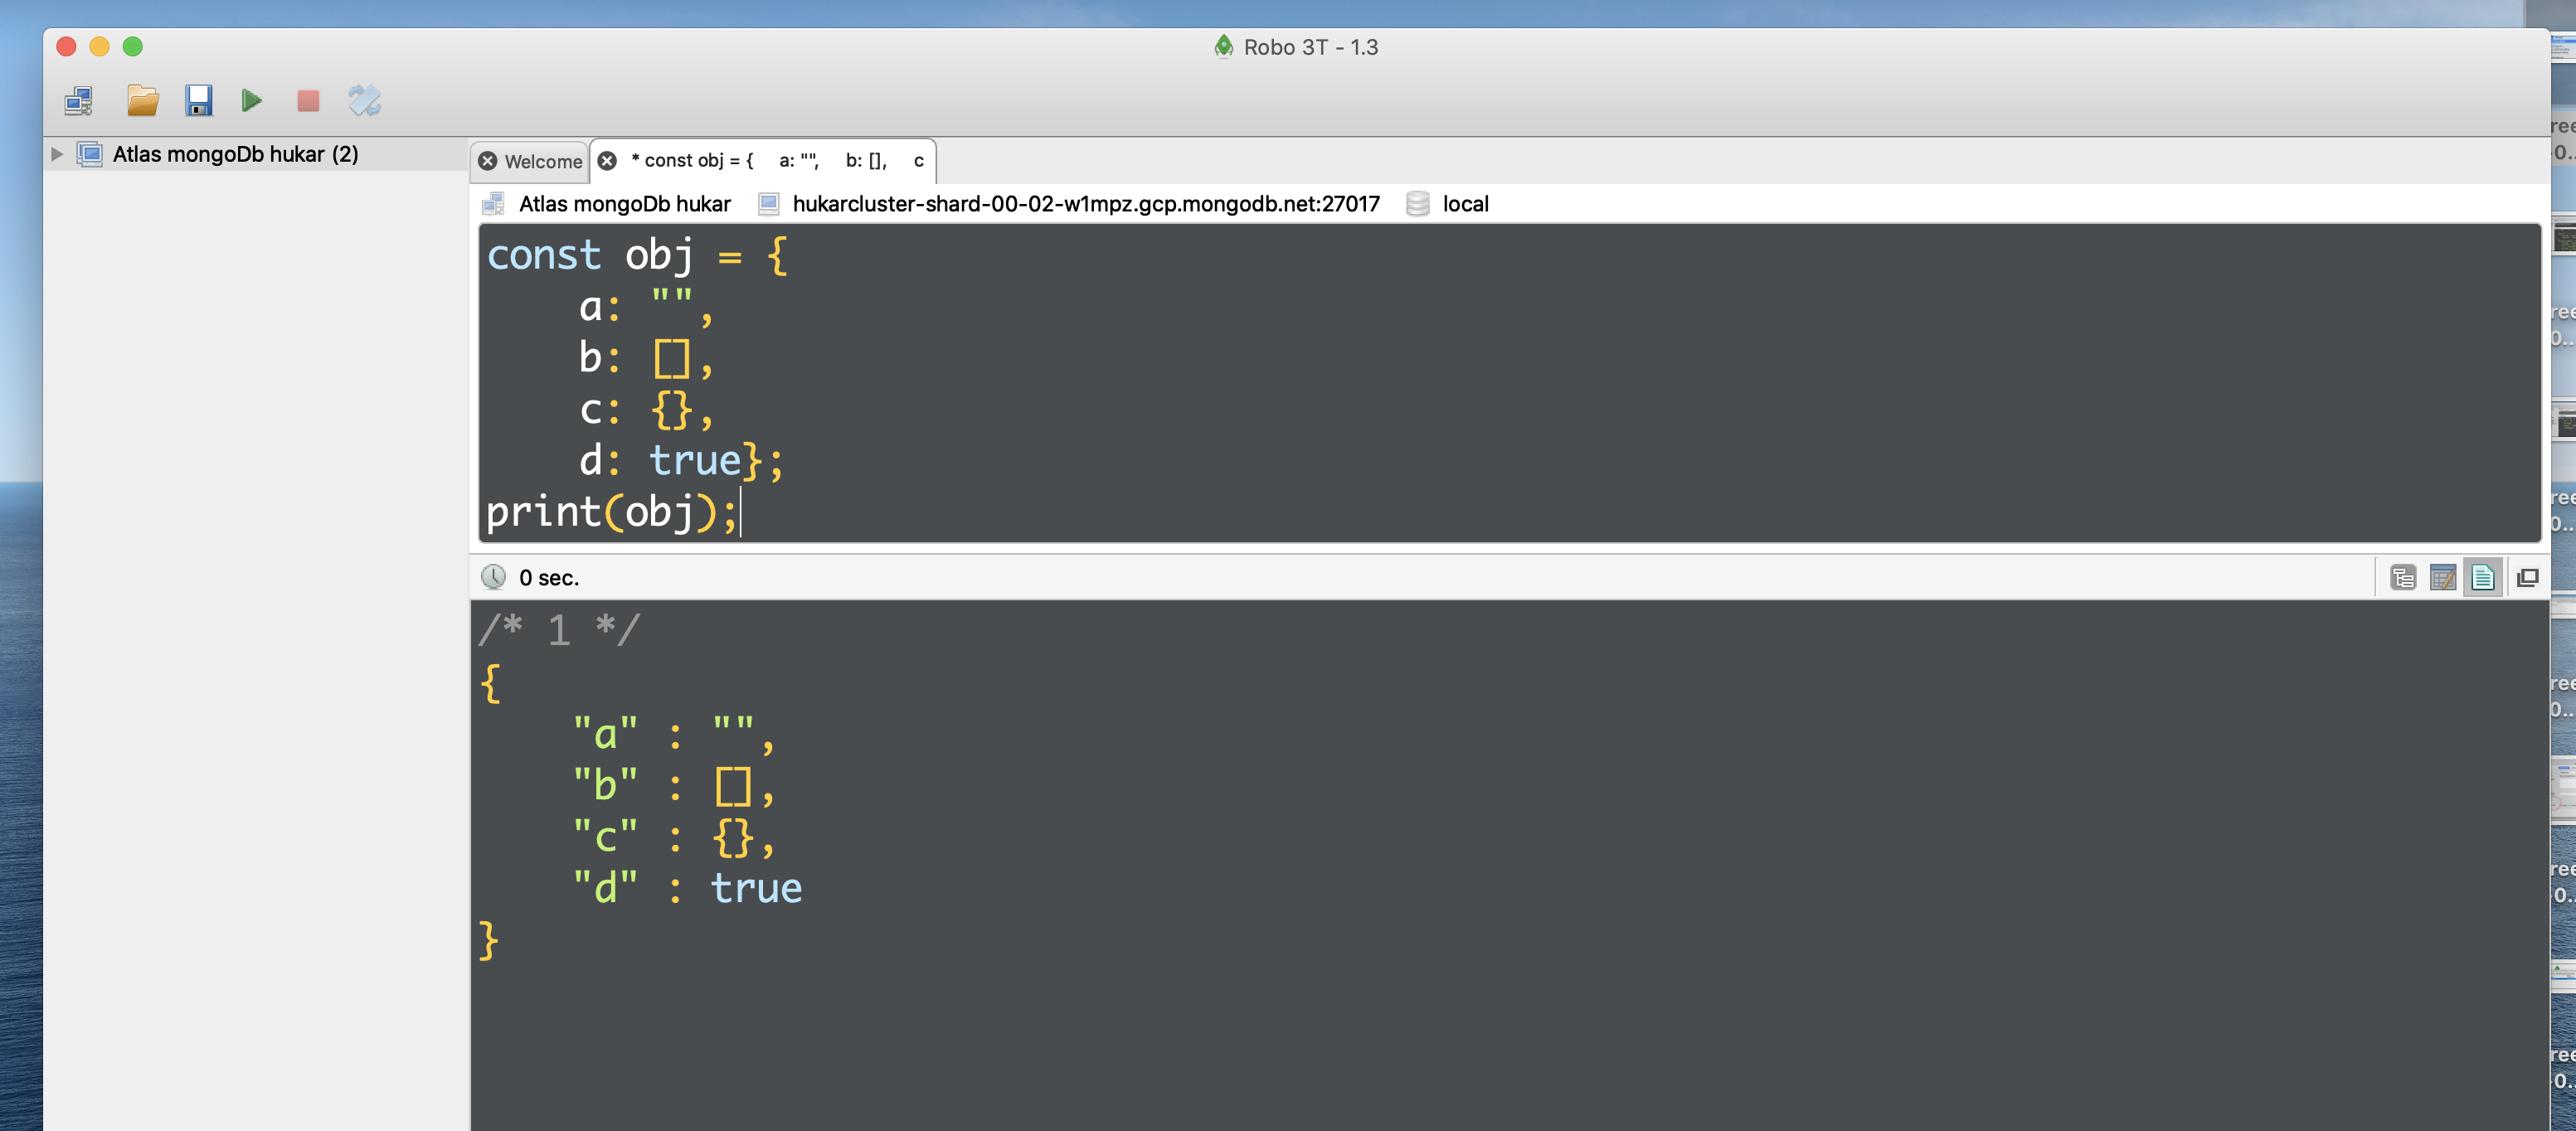 Robo 3T - 1.3
Atlas mongoDb hukar (2)
Welcome
* const obj = {     a: "",     b: [],     c
Atlas mongoDb hukar hukarcluster-shard-00-02-w1mpz.gcp.mongodb.net:27017 local
const obj = {
    a: "",
    b: [],
    c: {},
    d: true};
print(obj);
0 sec.
/* 1 */
{
    "a" : "",
    "b" : [],
    "c" : {},
    "d" : true
}